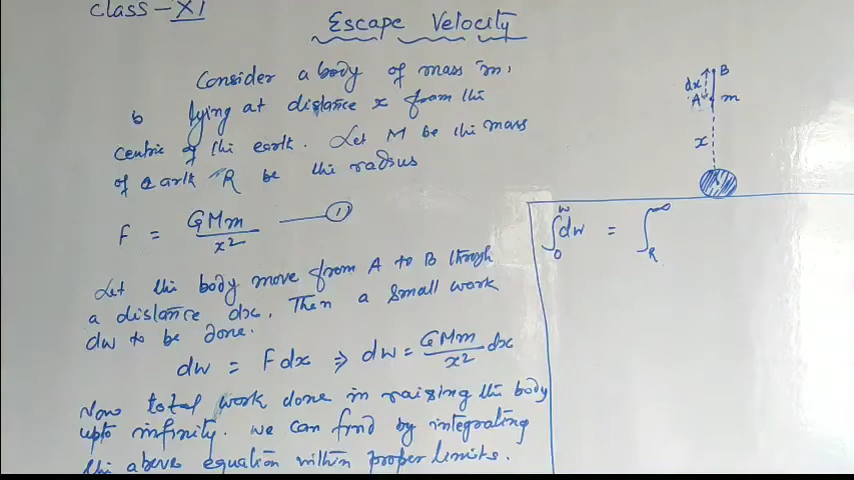 Class - XI
Escape Velocity
Consider a body of mass 'm'.
lying at distance x from the
centre of the earth. Let M be the mass
of earth R be the radius
F = GMm/x² ——— (1)
Let the body move from A to B through
a distance dx. Then a small work
dw to be done.
dw = Fdx ⇒ dw = GMm/x² dx
Now total work done in raising the body
upto infinity. We can find by integrating
the above equation within proper limits.
dx
B
A
m
x
∫₀ʷ dw = ∫_R^∞